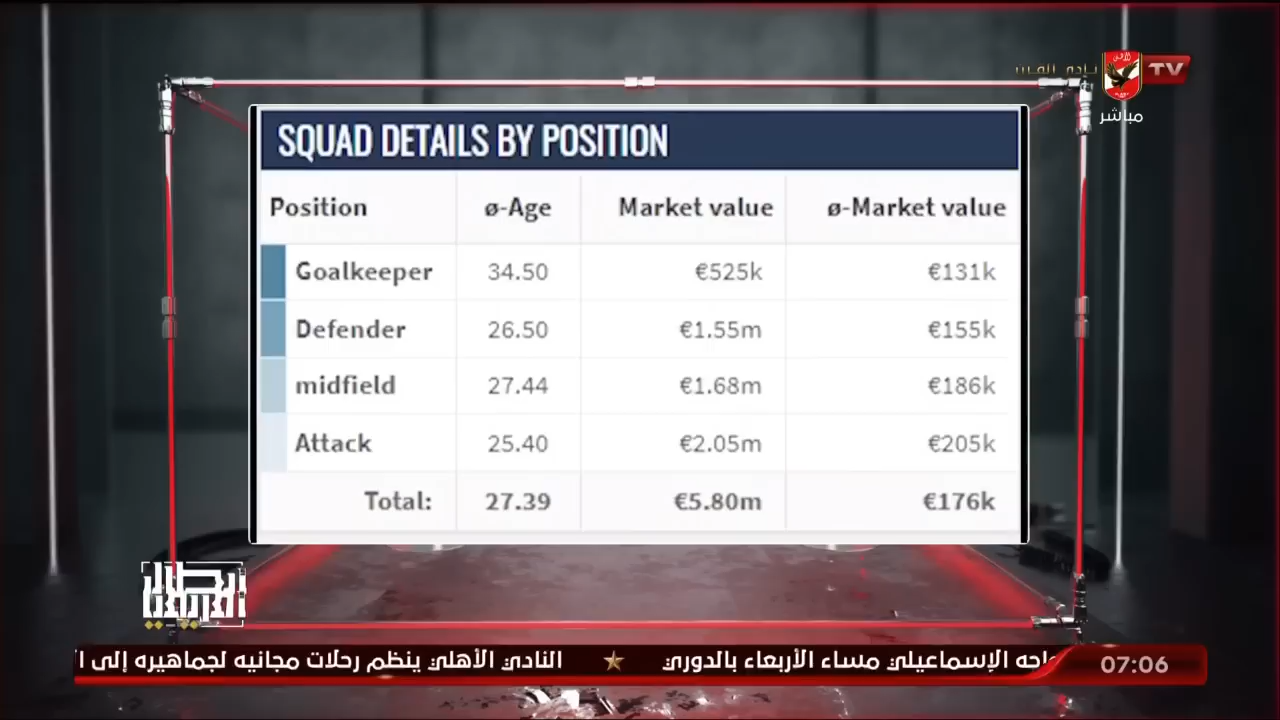 نادي القرن
TV
مباشر
SQUAD DETAILS BY POSITION
Position ø-Age Market value ø-Market value
Goalkeeper 34.50 €525k €131k
Defender 26.50 €1.55m €155k
midfield 27.44 €1.68m €186k
Attack 25.40 €2.05m €205k
Total: 27.39 €5.80m €176k
الإسماعيلي مساء الأربعاء بالدوري ★ النادي الأهلي ينظم رحلات مجانيه لجماهيره إلى
07:06